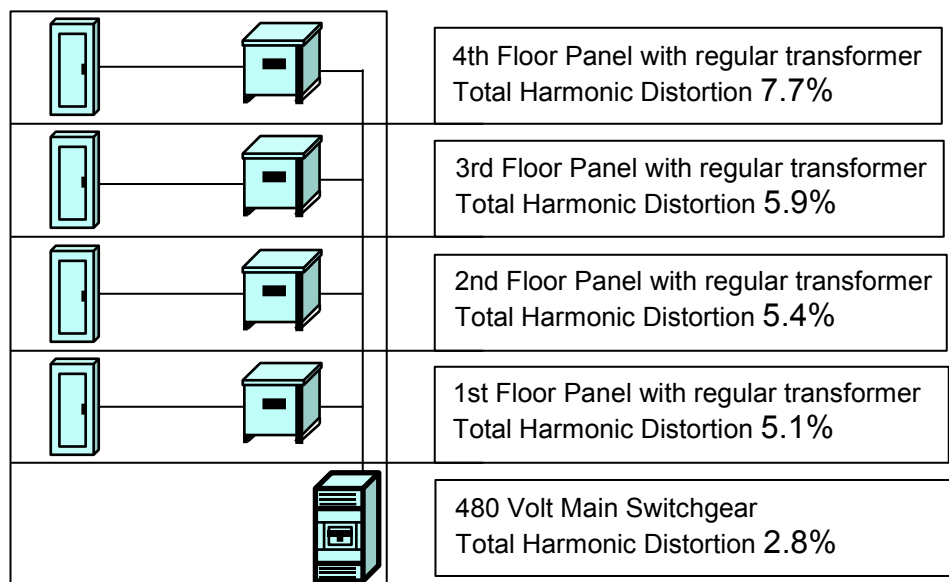 4th Floor Panel with regular transformer
Total Harmonic Distortion 7.7%
3rd Floor Panel with regular transformer
Total Harmonic Distortion 5.9%
2nd Floor Panel with regular transformer
Total Harmonic Distortion 5.4%
1st Floor Panel with regular transformer
Total Harmonic Distortion 5.1%
480 Volt Main Switchgear
Total Harmonic Distortion 2.8%